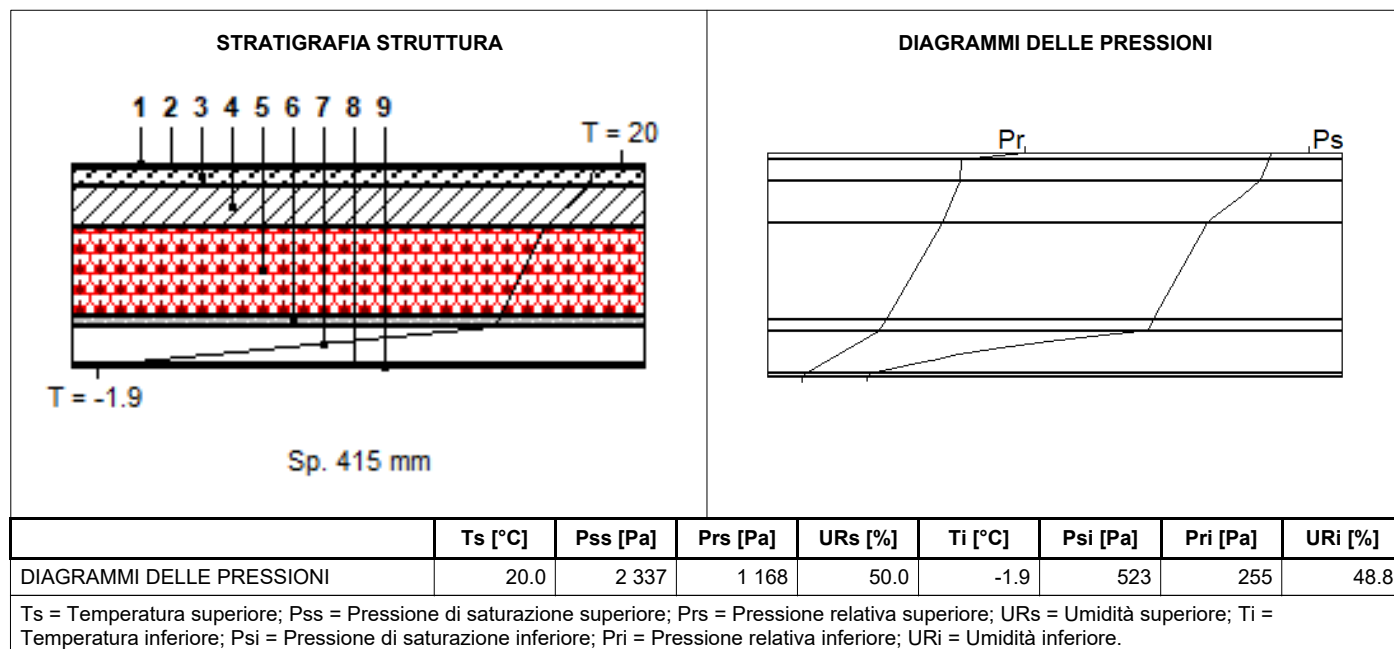 STRATIGRAFIA STRUTTURA
1 2 3 4 5 6 7 8 9
T = 20
T = -1.9
Sp. 415 mm
DIAGRAMMI DELLE PRESSIONI
Pr Ps
Ts [°C] Pss [Pa] Prs [Pa] URs [%] Ti [°C] Psi [Pa] Pri [Pa] URi [%]
DIAGRAMMI DELLE PRESSIONI 20.0 2 337 1 168 50.0 -1.9 523 255 48.8
Ts = Temperatura superiore; Pss = Pressione di saturazione superiore; Prs = Pressione relativa superiore; URs = Umidità superiore; Ti =
Temperatura inferiore; Psi = Pressione di saturazione inferiore; Pri = Pressione relativa inferiore; URi = Umidità inferiore.